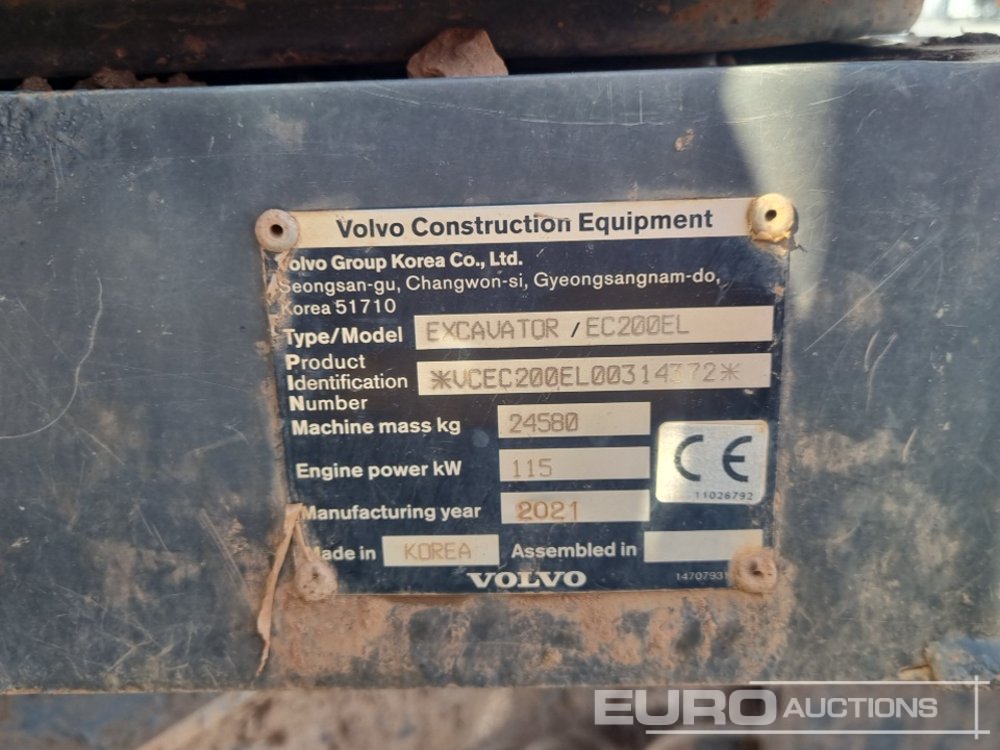 Volvo Construction Equipment
Volvo Group Korea Co., Ltd.
Seongsan-gu, Changwon-si, Gyeongsangnam-do,
Korea 51710
Type/Model EXCAVATOR / EC200EL
Product
Identification *VCEC200EL00314372*
Number
Machine mass kg 24580
Engine power kW 115
CE
11026792
Manufacturing year 2021
Made in KOREA Assembled in
VOLVO
EURO AUCTIONS